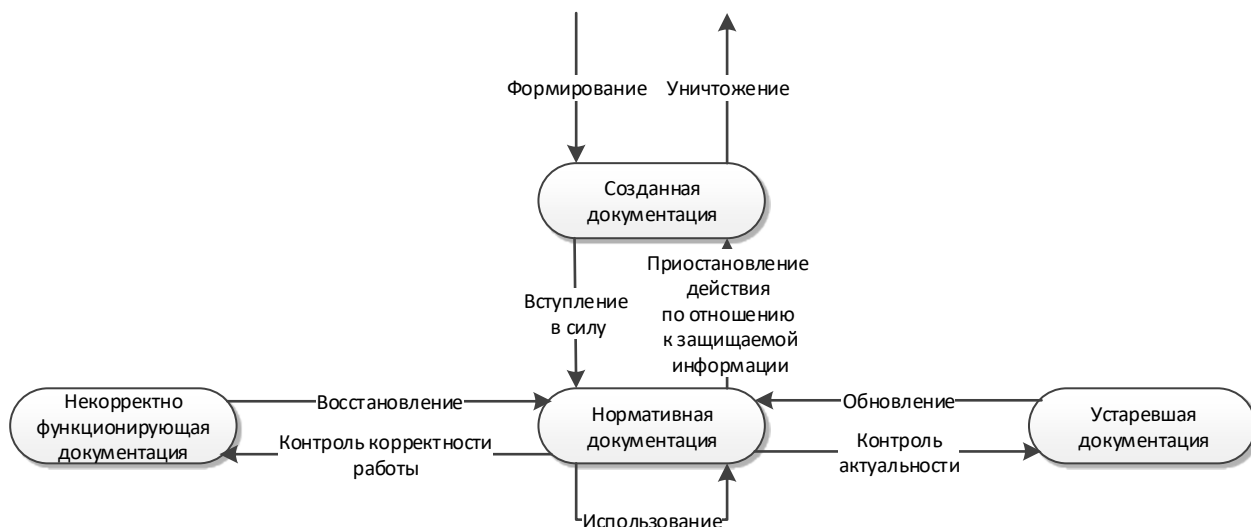 Формирование
Уничтожение
Созданная
документация
Вступление
в силу
Приостановление
действия
по отношению
к защищаемой
информации
Некорректно
функционирующая
документация
Восстановление
Контроль корректности
работы
Нормативная
документация
Обновление
Контроль
актуальности
Устаревшая
документация
Использование